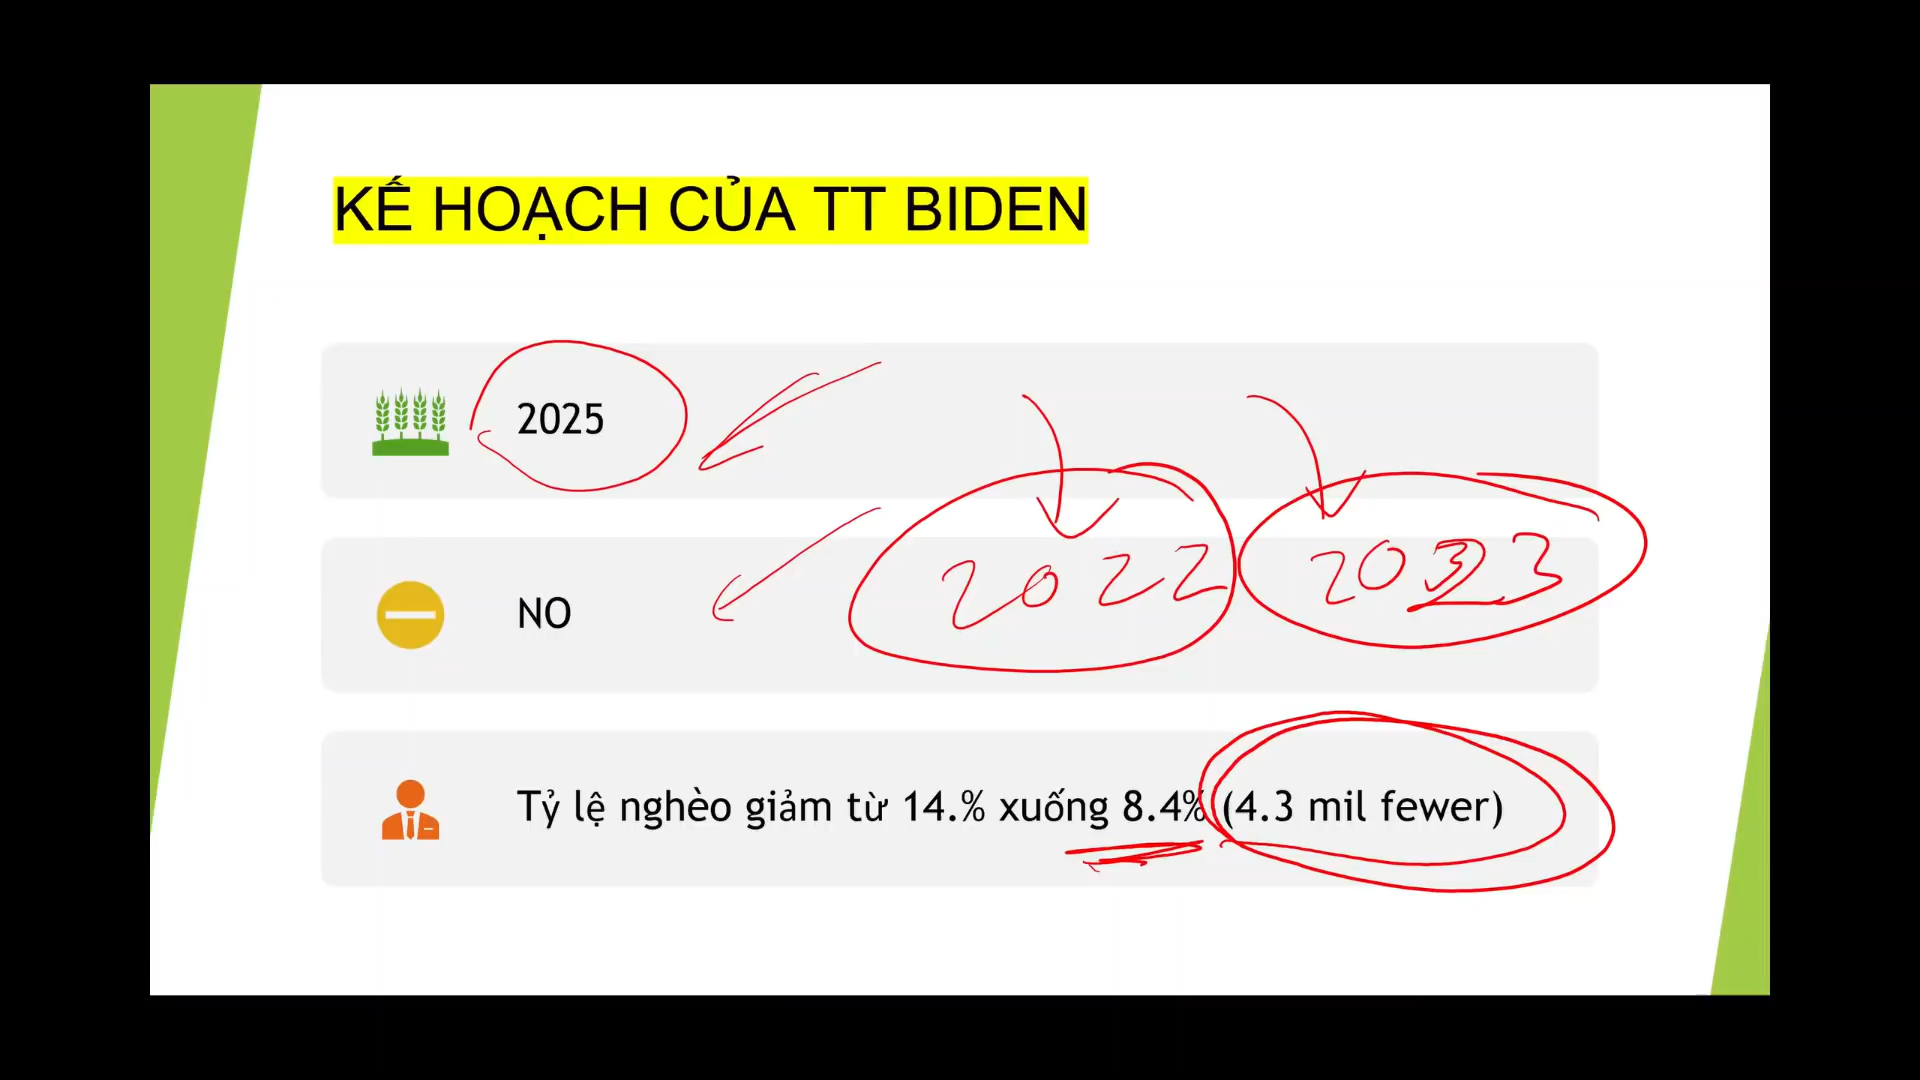 KẾ HOẠCH CỦA TT BIDEN
2025
2022 2023
NO
Tỷ lệ nghèo giảm từ 14.% xuống 8.4% (4.3 mil fewer)